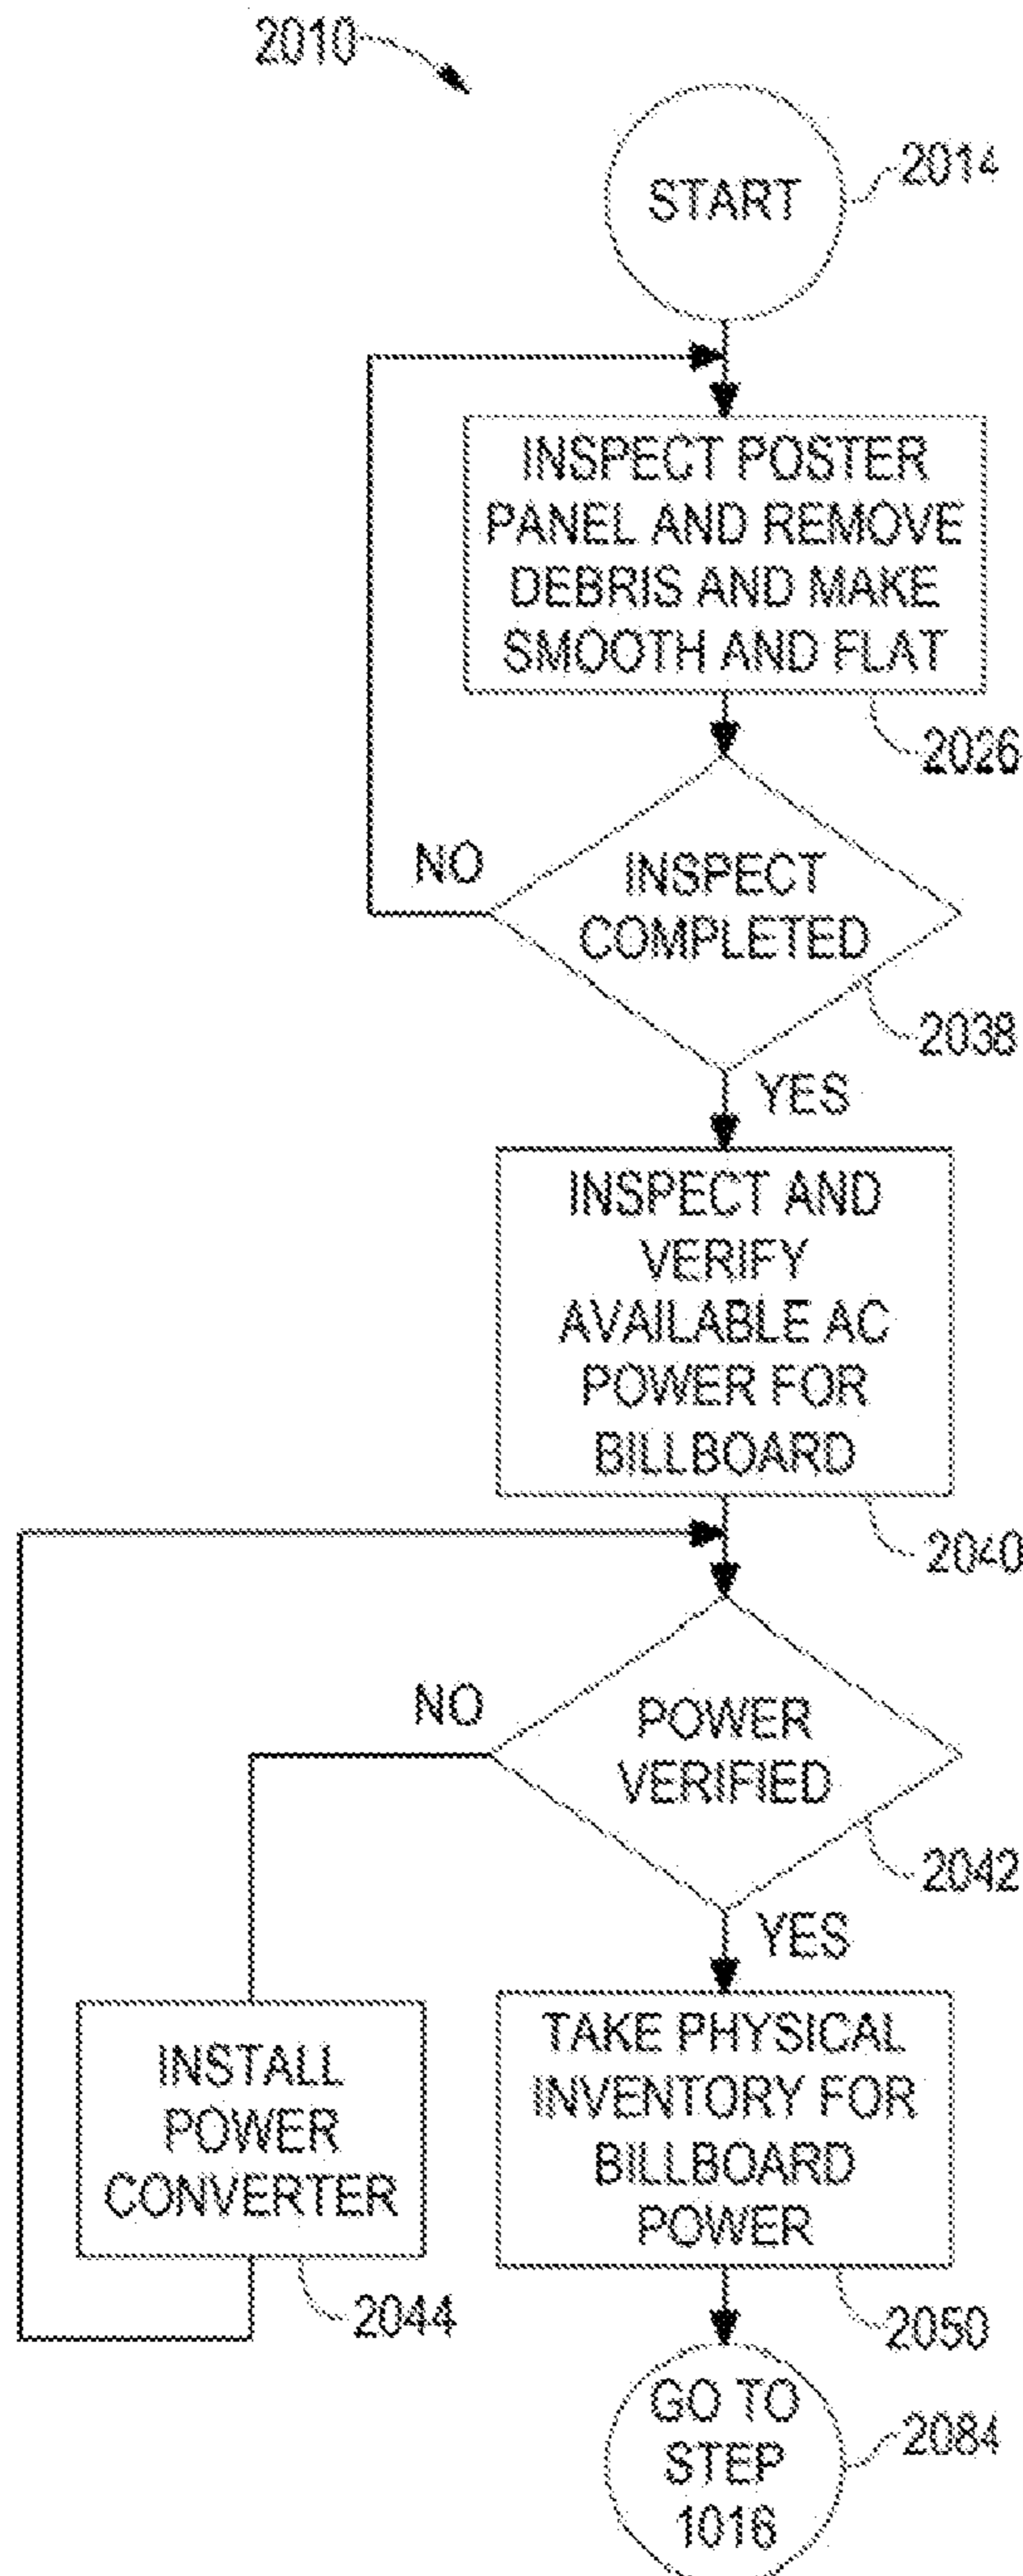 2010
START
2014
INSPECT POSTER
PANEL AND REMOVE
DEBRIS AND MAKE
SMOOTH AND FLAT
2026
NO
INSPECT
COMPLETED
2038
YES
INSPECT AND
VERIFY
AVAILABLE AC
POWER FOR
BILLBOARD
2040
NO
POWER
VERIFIED
2042
YES
INSTALL
POWER
CONVERTER
2044
TAKE PHYSICAL
INVENTORY FOR
BILLBOARD
POWER
2050
GO TO
STEP
1016
2084